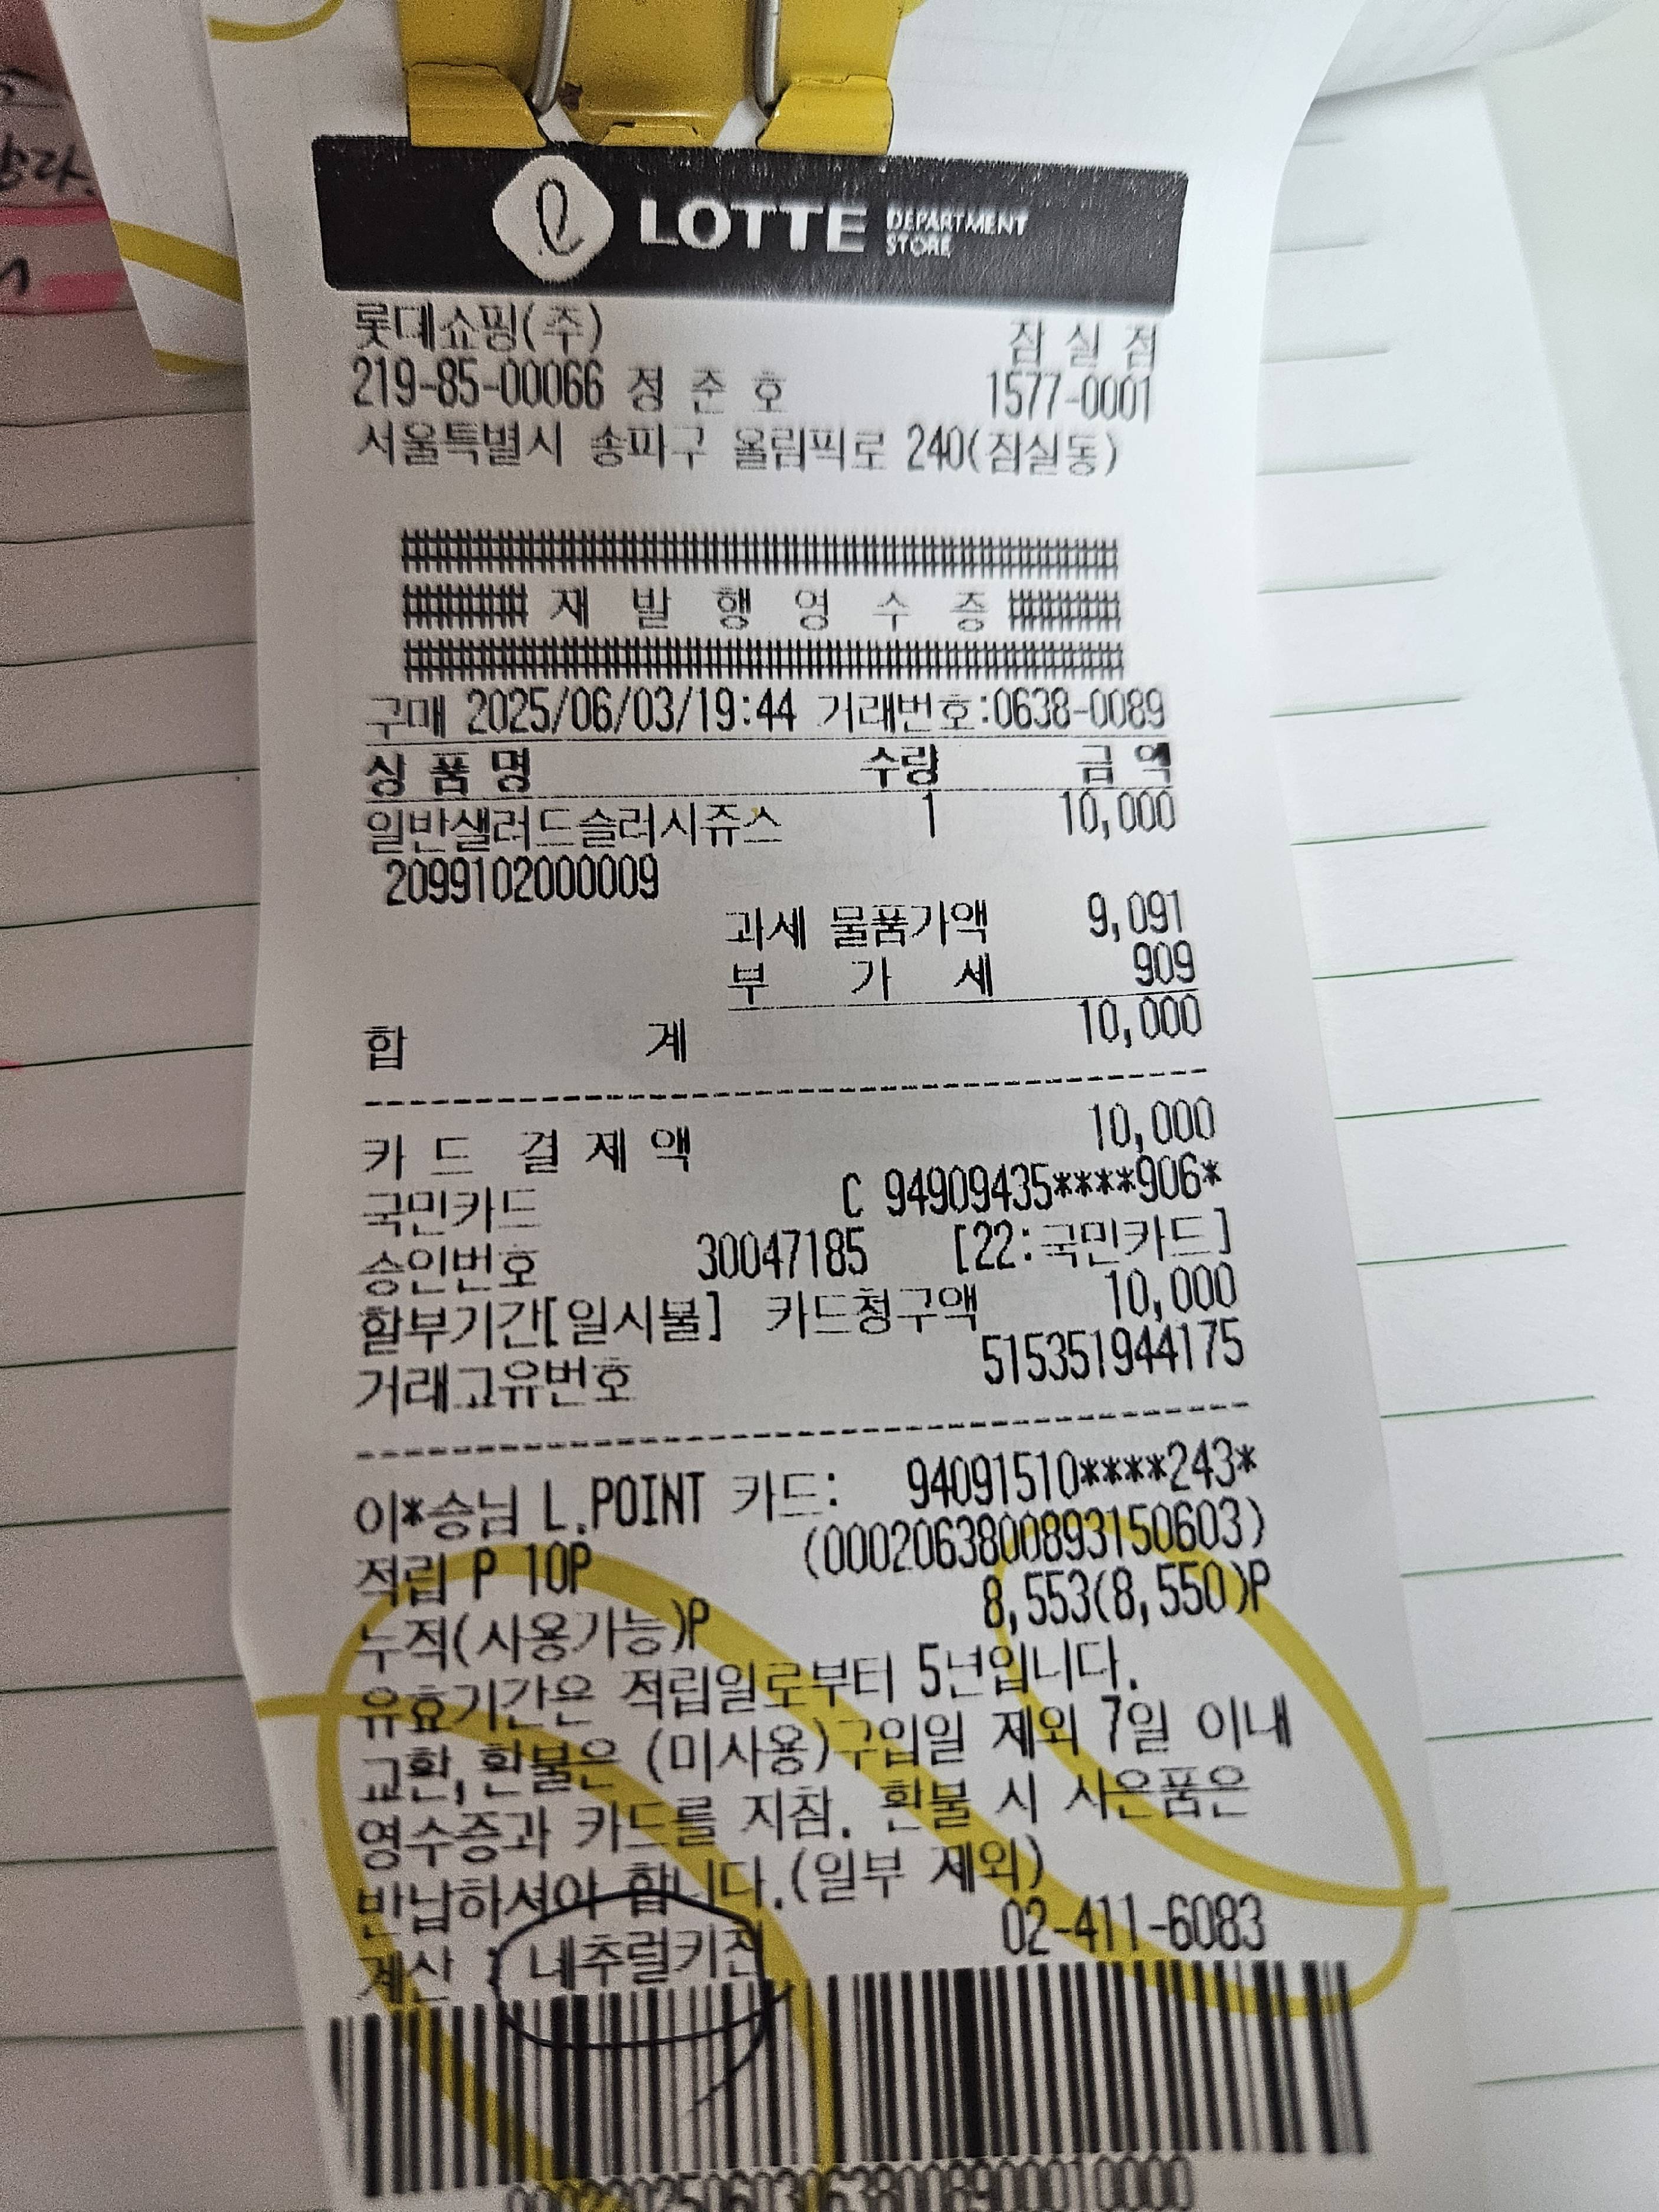 LOTTE DEPARTMENT STORE
롯데쇼핑(주) 잠 실 점
219-85-00066 정 준 호 1577-0001
서울특별시 송파구 올림픽로 240(잠실동)
재 발 행 영 수 증
구매 2025/06/03/19:44 거래번호:0638-0089
상 품 명 수량 금 액
일반샐러드슬러시쥬스 1 10,000
2099102000009
과세 물품가액 9,091
부 가 세 909
합 계 10,000
카 드 결 제 액 10,000
국민카드 C 94909435****906*
승인번호 30047185 [22:국민카드]
할부기간[일시불] 카드청구액 10,000
거래고유번호 515351944175
이*승님 L.POINT 카드: 94091510****243*
적립 P 10P (00020638008931​50603)
누적(사용가능)P 8,553(8,550)P
유효기간은 적립일로부터 5년입니다.
교환,환불은 (미사용)구입일 제외 7일 이내
영수증과 카드를 지참. 환불 시 사은품은
반납하셔야 합니다.(일부 제외)
계산 : 네추럴키친 02-411-6083